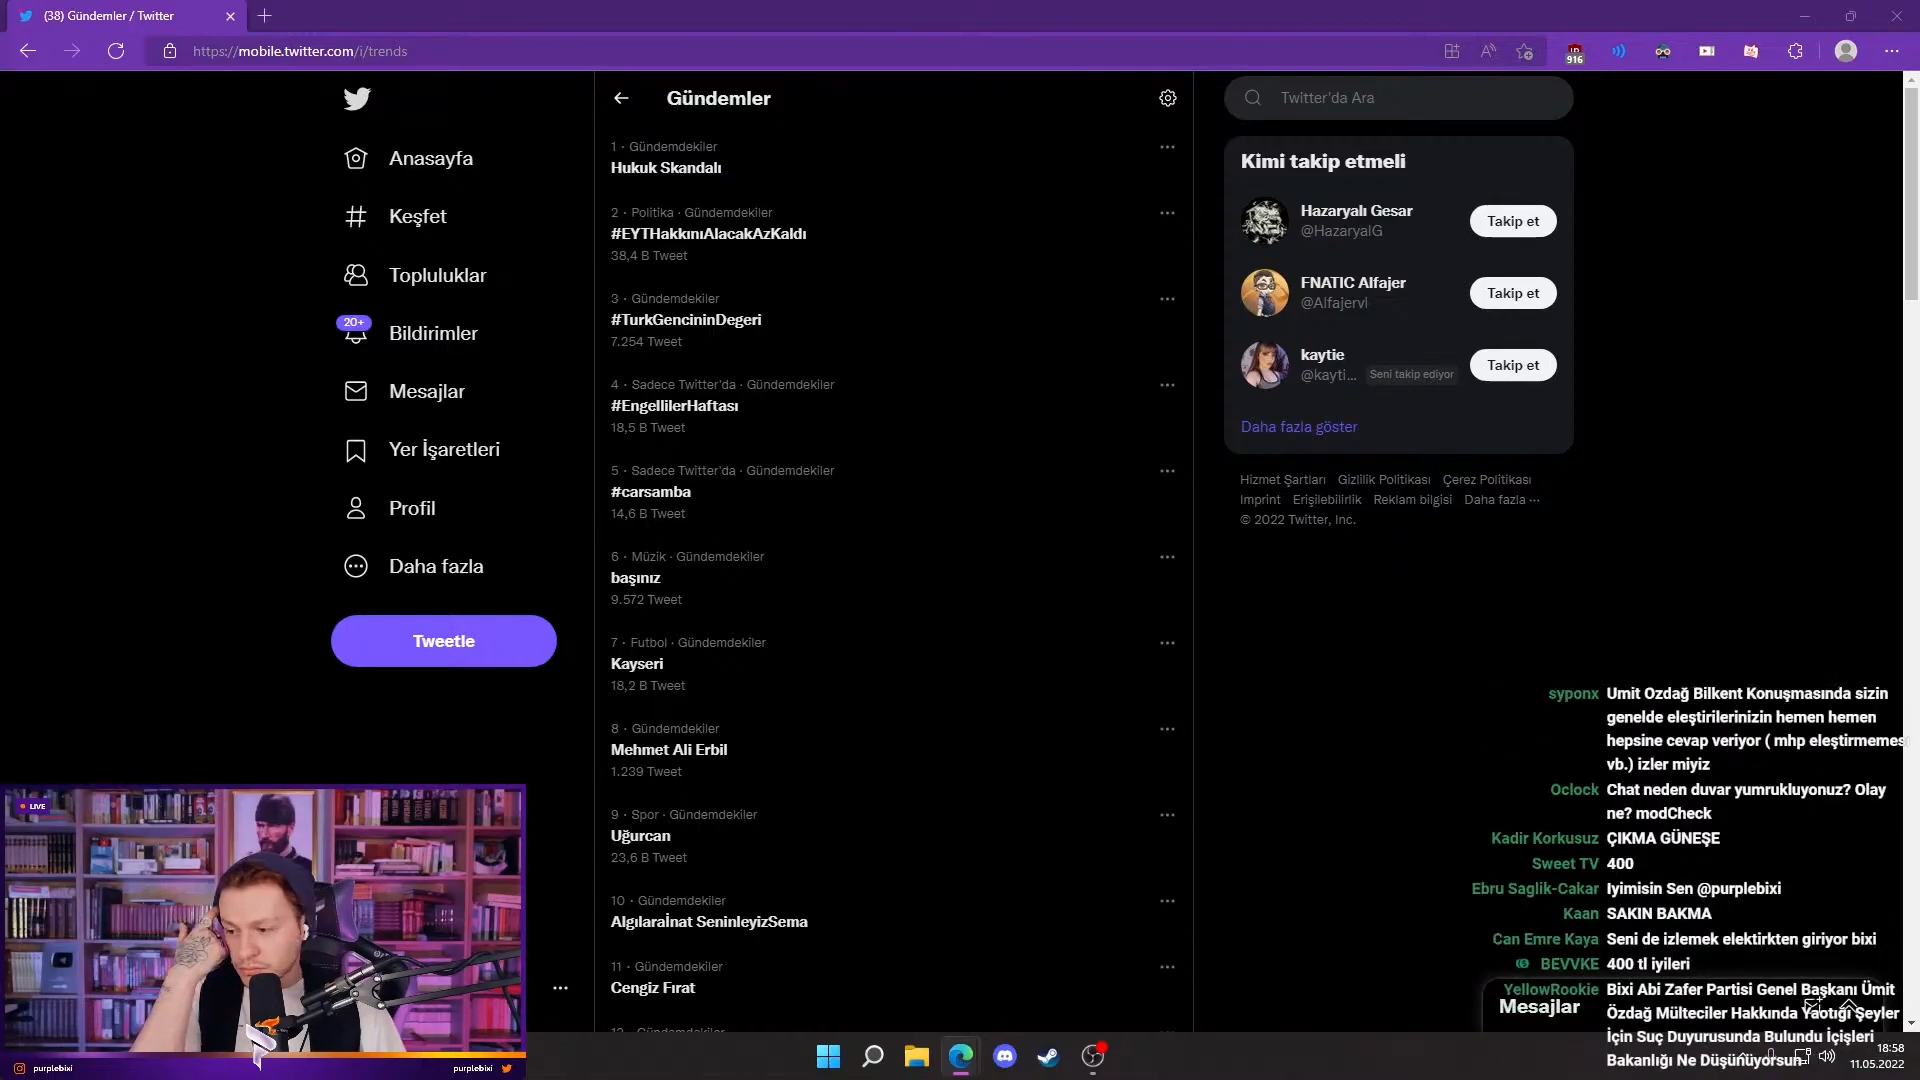 (38) Gündemler / Twitter
https://mobile.twitter.com/i/trends
916
Anasayfa
Keşfet
Topluluklar
20+
Bildirimler
Mesajlar
Yer İşaretleri
Profil
Daha fazla
Tweetle
Gündemler
1 · Gündemdekiler
Hukuk Skandalı
2 · Politika · Gündemdekiler
#EYTHakkınıAlacakAzKaldı
38,4 B Tweet
3 · Gündemdekiler
#TurkGencininDegeri
7.254 Tweet
4 · Sadece Twitter'da · Gündemdekiler
#EngellilerHaftası
18,5 B Tweet
5 · Sadece Twitter'da · Gündemdekiler
#carsamba
14,6 B Tweet
6 · Müzik · Gündemdekiler
başınız
9.572 Tweet
7 · Futbol · Gündemdekiler
Kayseri
18,2 B Tweet
8 · Gündemdekiler
Mehmet Ali Erbil
1.239 Tweet
9 · Spor · Gündemdekiler
Uğurcan
23,6 B Tweet
10 · Gündemdekiler
Algılaraİnat SeninleyizSema
11 · Gündemdekiler
Cengiz Fırat
12 · Gündemdekiler
Twitter'da Ara
Kimi takip etmeli
Hazaryalı Gesar
@HazaryalG
Takip et
FNATIC Alfajer
@Alfajervl
Takip et
kaytie
@kayti... Seni takip ediyor
Takip et
Daha fazla göster
Hizmet Şartları Gizlilik Politikası Çerez Politikası
Imprint Erişilebilirlik Reklam bilgisi Daha fazla ···
© 2022 Twitter, Inc.
syponx Umit Ozdağ Bilkent Konuşmasında sizin
genelde eleştirilerinizin hemen hemen
hepsine cevap veriyor ( mhp eleştirmemesi
vb.) izler miyiz
Oclock Chat neden duvar yumrukluyonuz? Olay
ne? modCheck
Kadir Korkusuz ÇIKMA GÜNEŞE
Sweet TV 400
Ebru Saglik-Cakar Iyimisin Sen @purplebixi
Kaan SAKIN BAKMA
Can Emre Kaya Seni de izlemek elektirkten giriyor bixi
BEVVKE 400 tl iyileri
YellowRookie Bixi Abi Zafer Partisi Genel Başkanı Ümit
Özdağ Mülteciler Hakkında Yaptığı Şeyler
İçin Suç Duyurusunda Bulundu İçişleri
Bakanlığı Ne Düşünüyorsun
Mesajlar
LIVE
purplebixi
purplebixi
18:58
11.05.2022